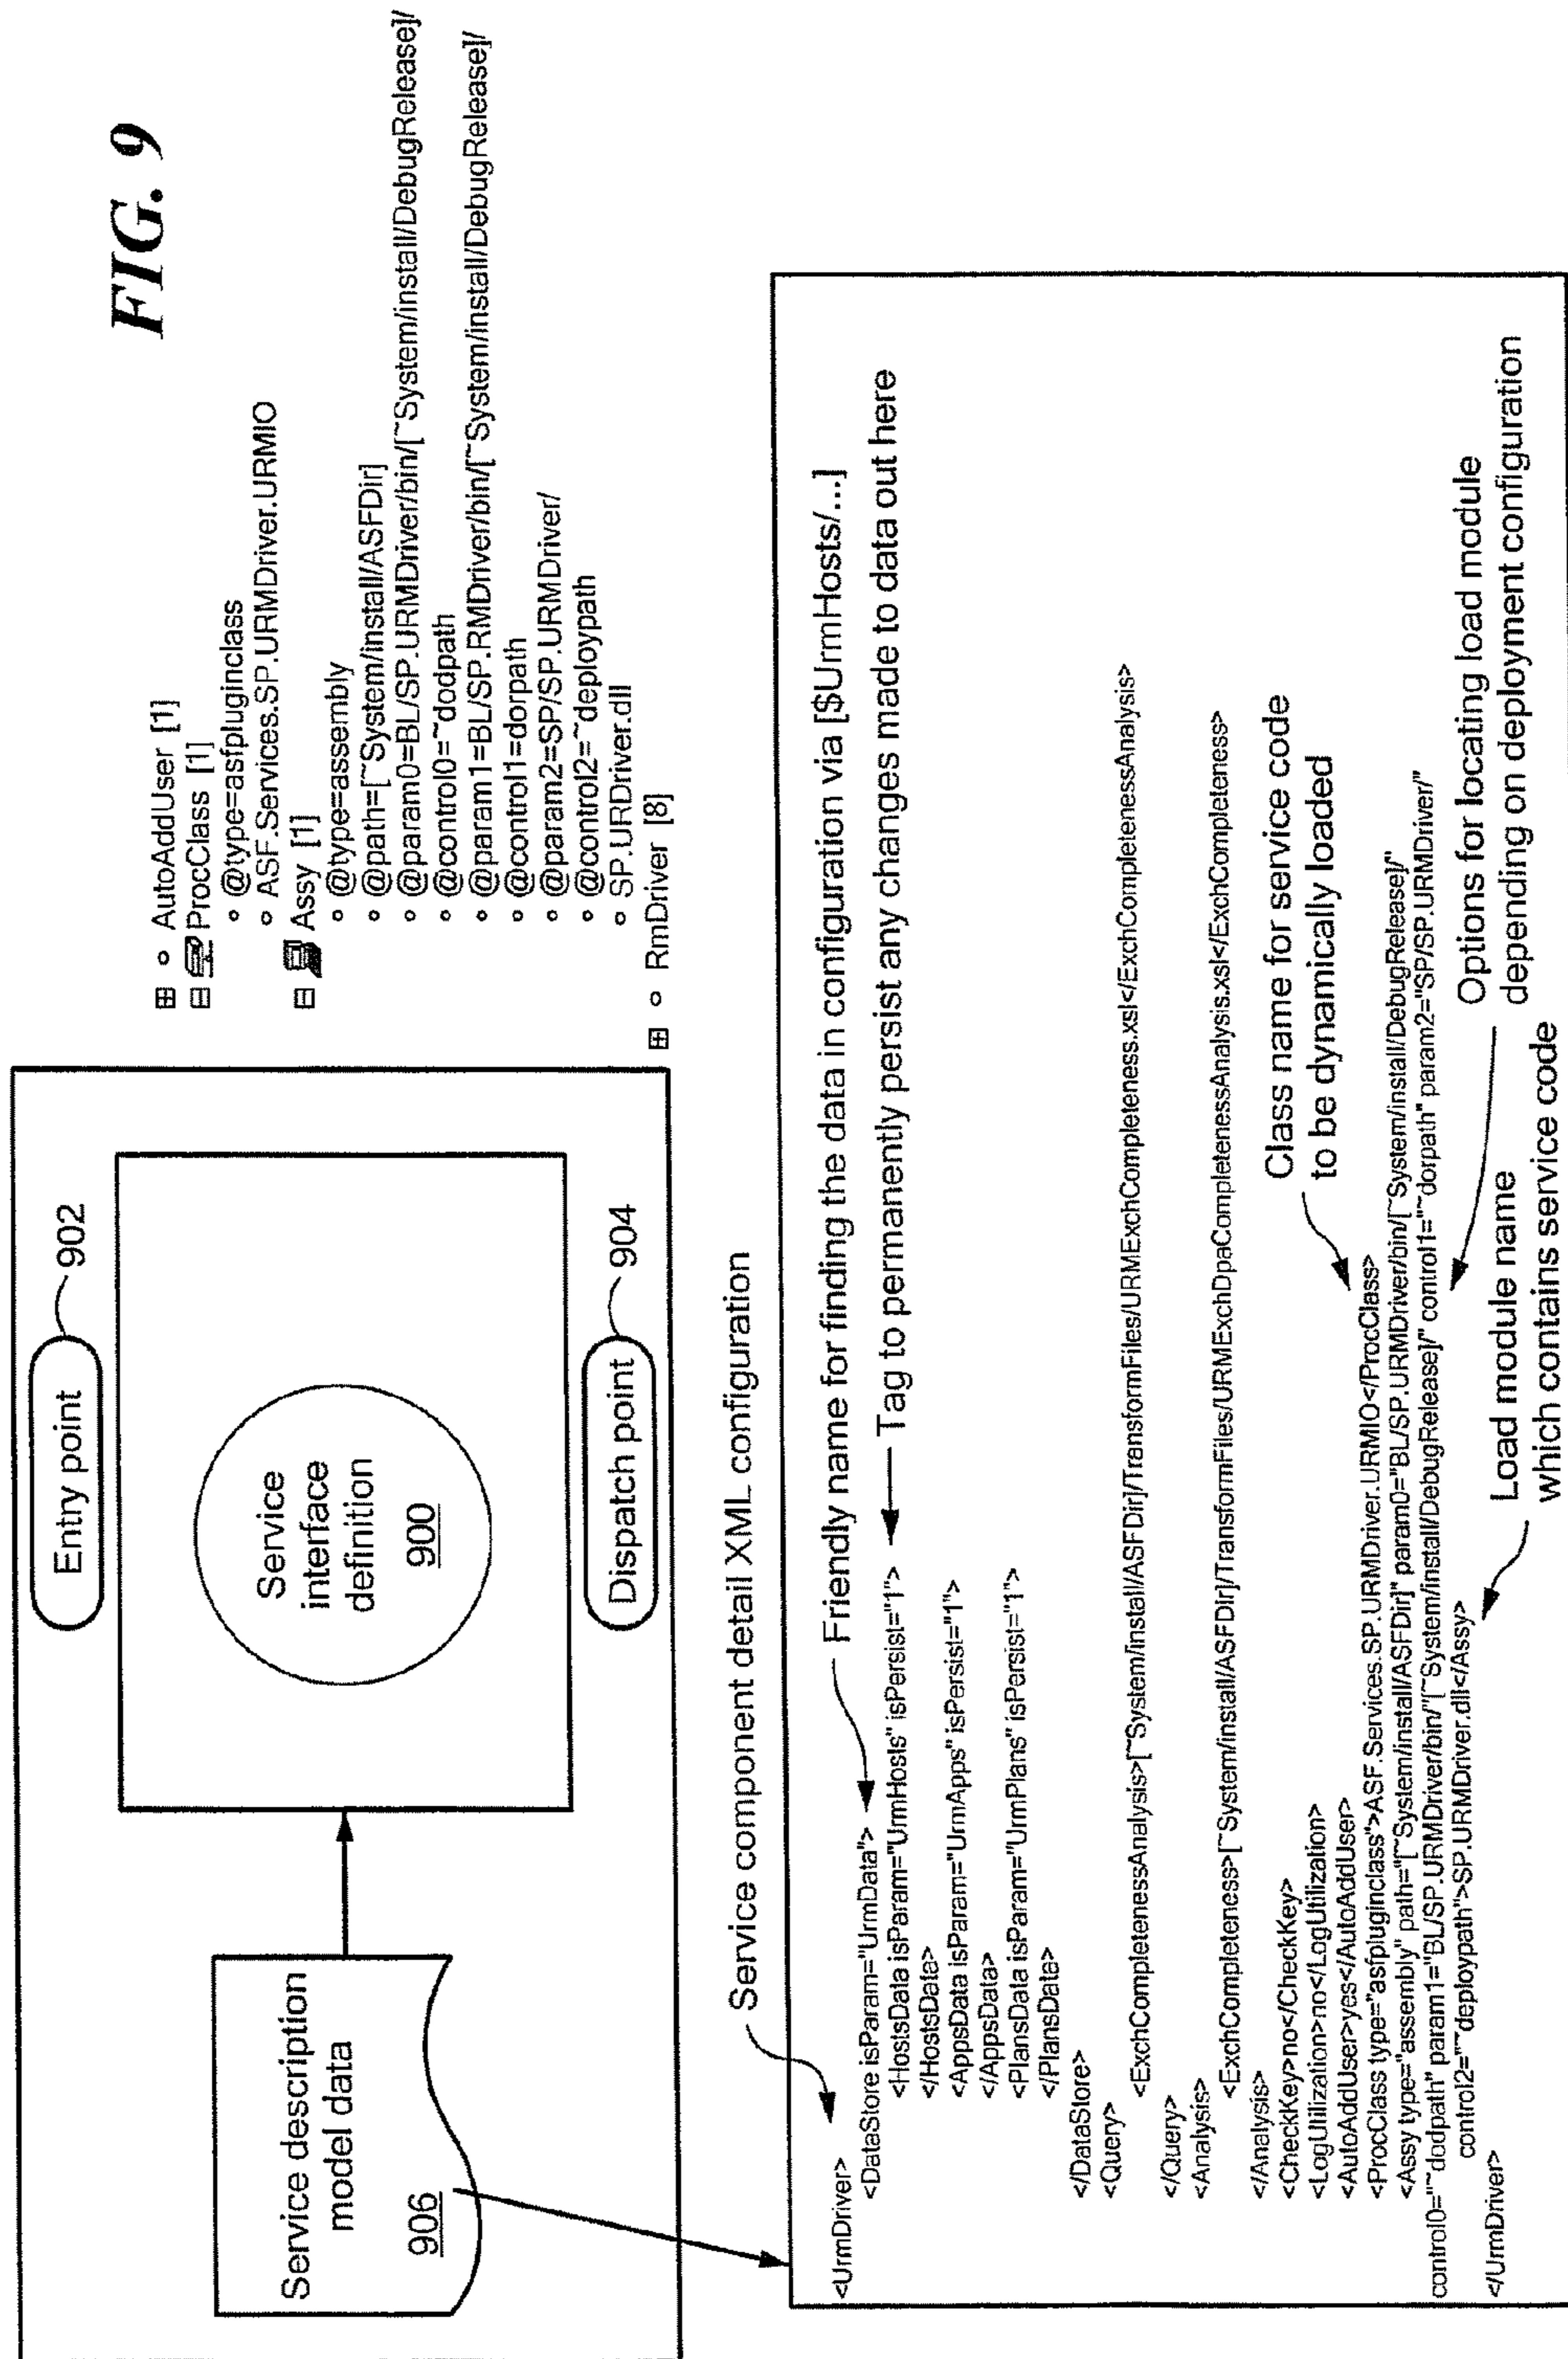 FIG. 9
Entry point
902
Service
interface
definition
900
Dispatch point
904
Service description
model data
906
AutoAddUser [1]
ProcClass [1]
@type=asfpluginclass
ASF.Services.SP.URMDriver.URMIO
Assy [1]
@type=assembly
@path=[~System/install/ASFDir]
@param0=BL/SP.URMDriver/bin/[~System/install/DebugRelease]/
@control0=~dodpath
@param1=BL/SP.RMDriver/bin/[~System/install/DebugRelease]/
@control1=dorpath
@param2=SP/SP.URMDriver/
@control2=~deploypath
SP.URDriver.dll
RmDriver [8]
Service component detail XML configuration
<UrmDriver>
<DataStore isParam="UrmData"> Friendly name for finding the data in configuration via [$UrmHosts/...]
<HostsData isParam="UrmHosts" isPersist="1"> Tag to permanently persist any changes made to data out here
</HostsData>
<AppsData isParam="UrmApps" isPersist="1">
</AppsData>
<PlansData isParam="UrmPlans" isPersist="1">
</PlansData>
</DataStore>
<Query>
<ExchCompletenessAnalysis>[~System/install/ASFDir]/TransformFiles/URMExchCompleteness.xsl</ExchCompletenessAnalysis>
</Query>
<Analysis>
<ExchCompleteness>[~System/install/ASFDir]/TransformFiles/URMExchDpaCompletenessAnalysis.xsl</ExchCompleteness>
</Analysis>
<CheckKey>no</CheckKey>
<LogUtilization>no</LogUtilization>
<AutoAddUser>yes</AutoAddUser>
<ProcClass type="asfpluginclass">ASF.Services.SP.URMDriver.URMIO</ProcClass>
<Assy type="assembly" path="[~System/install/ASFDir]" param0="BL/SP.URMDriver/bin/[~System/install/DebugRelease]/"
control0="~dodpath" param1="BL/SP.URMDriver/bin/"[~System/install/DebugRelease]/" control1="~dorpath" param2="SP/SP.URMDriver/"
control2="~deploypath">SP.URMDriver.dll</Assy>
</UrmDriver>
Class name for service code
to be dynamically loaded
Options for locating load module
depending on deployment configuration
Load module name
which contains service code